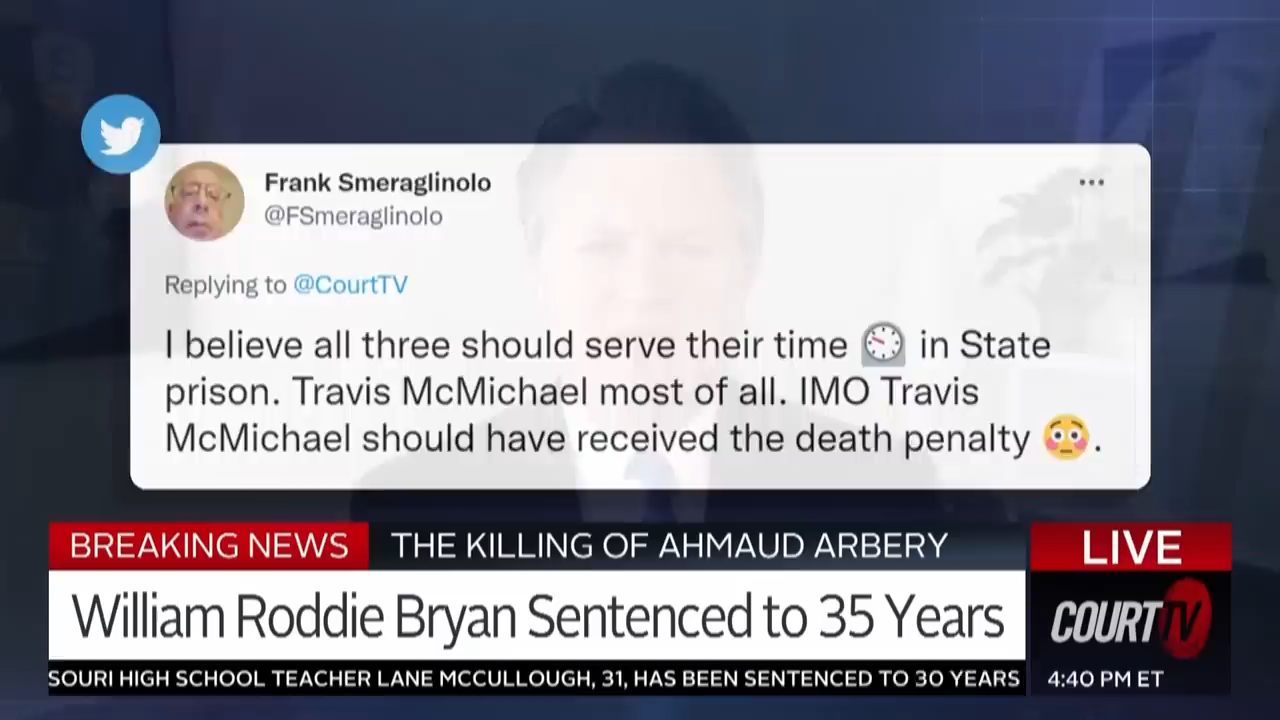 Frank Smeraglinolo
@FSmeraglinolo
Replying to @CourtTV
I believe all three should serve their time 🕙 in State
prison. Travis McMichael most of all. IMO Travis
McMichael should have received the death penalty 😳.
BREAKING NEWS
THE KILLING OF AHMAUD ARBERY
LIVE
William Roddie Bryan Sentenced to 35 Years
COURT TV
SOURI HIGH SCHOOL TEACHER LANE MCCULLOUGH, 31, HAS BEEN SENTENCED TO 30 YEARS
4:40 PM ET